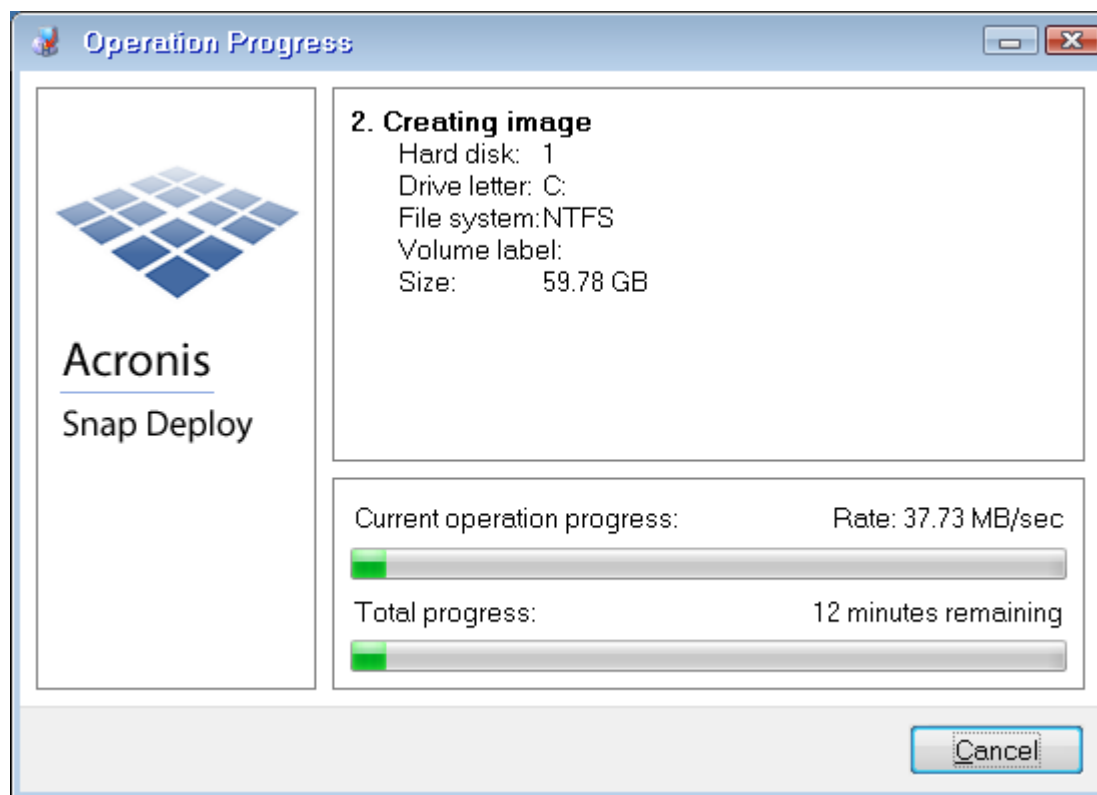 Operation Progress
Acronis
Snap Deploy
2. Creating image
Hard disk: 1
Drive letter: C:
File system:NTFS
Volume label:
Size: 59.78 GB
Current operation progress: Rate: 37.73 MB/sec
Total progress: 12 minutes remaining
Cancel